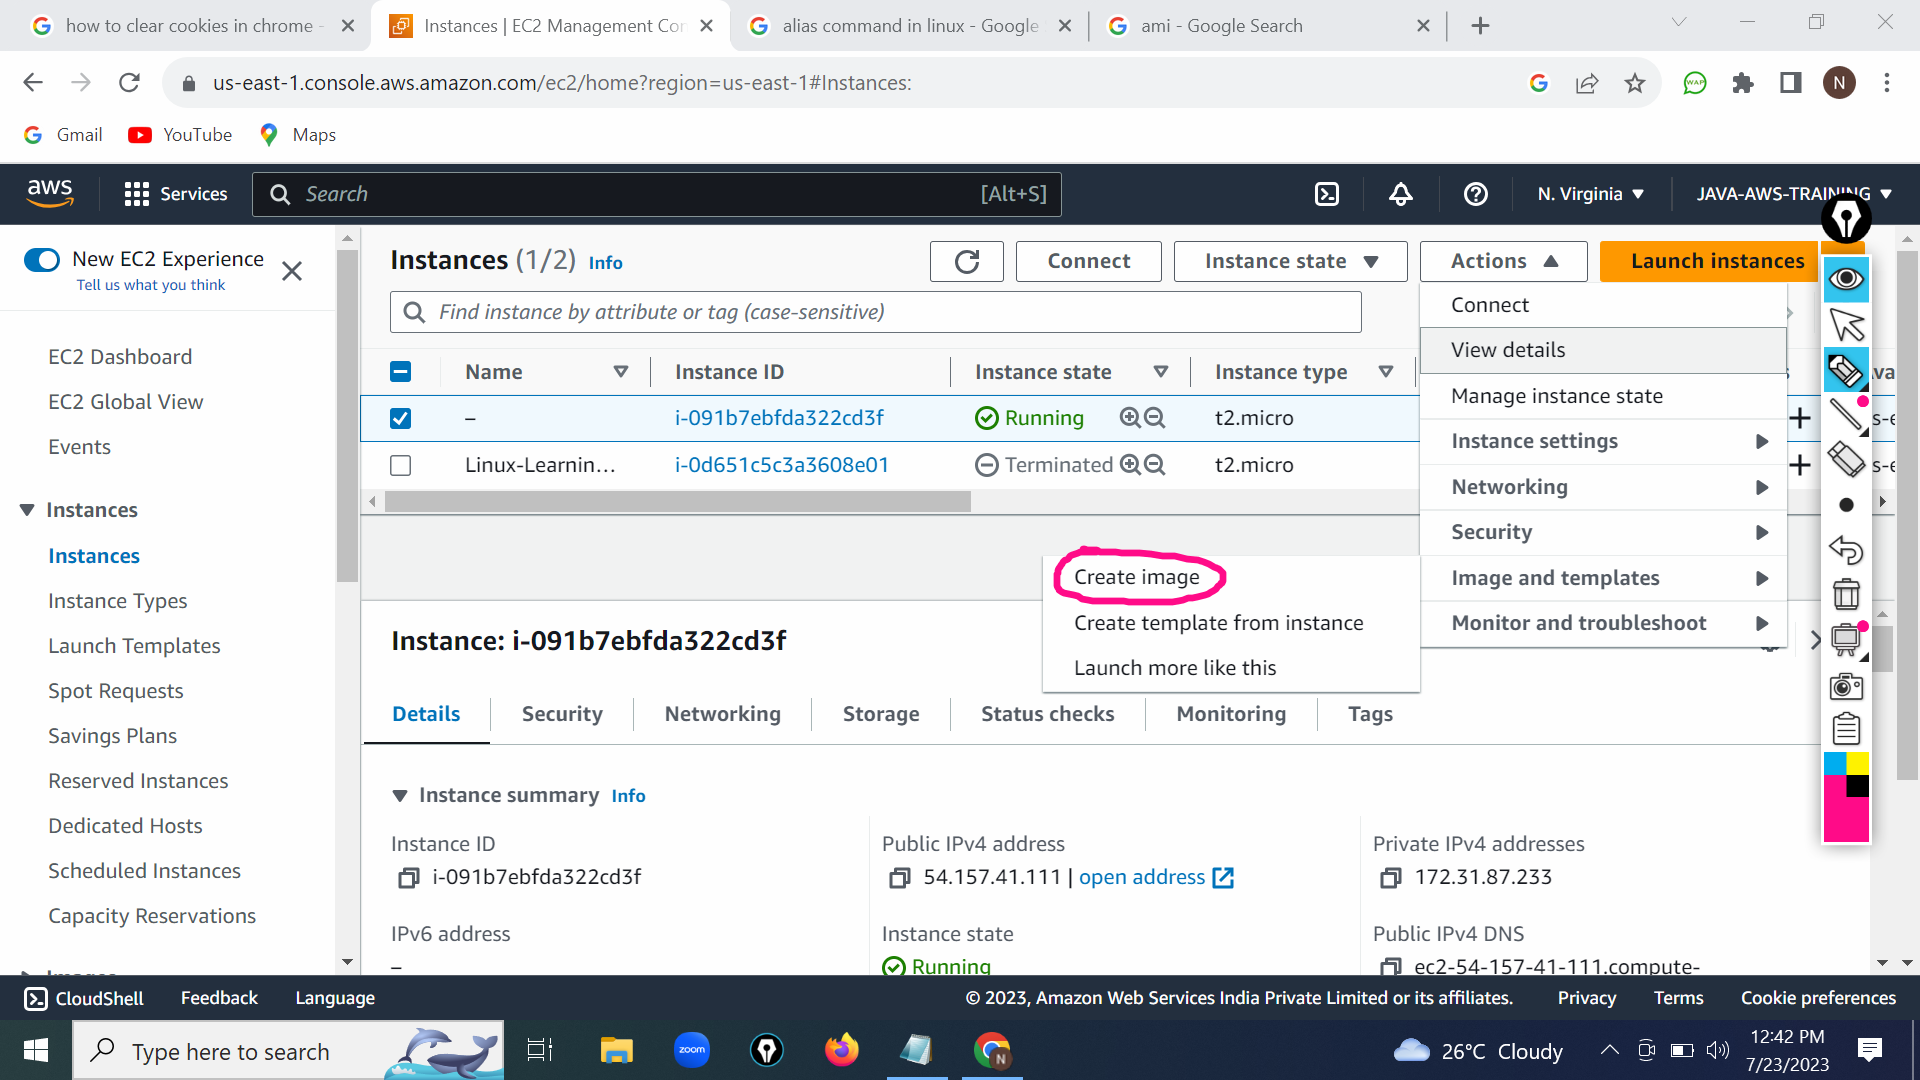 how to clear cookies in chrome -
Instances | EC2 Management Cor
alias command in linux - Google
ami - Google Search
us-east-1.console.aws.amazon.com/ec2/home?region=us-east-1#Instances:
N
Gmail
YouTube
Maps
aws
Services
Search
[Alt+S]
N. Virginia
JAVA-AWS-TRAINING
New EC2 Experience
Tell us what you think
EC2 Dashboard
EC2 Global View
Events
Instances
Instances
Instance Types
Launch Templates
Spot Requests
Savings Plans
Reserved Instances
Dedicated Hosts
Scheduled Instances
Capacity Reservations
Instances (1/2) Info
Connect
Instance state
Actions
Launch instances
Find instance by attribute or tag (case-sensitive)
Name
Instance ID
Instance state
Instance type
–
i-091b7ebfda322cd3f
Running
t2.micro
Linux-Learnin...
i-0d651c5c3a3608e01
Terminated
t2.micro
Connect
View details
Manage instance state
Instance settings
Networking
Security
Image and templates
Monitor and troubleshoot
Create image
Create template from instance
Launch more like this
Instance: i-091b7ebfda322cd3f
Details
Security
Networking
Storage
Status checks
Monitoring
Tags
Instance summary Info
Instance ID
i-091b7ebfda322cd3f
Public IPv4 address
54.157.41.111 | open address
Private IPv4 addresses
172.31.87.233
IPv6 address
–
Instance state
Running
Public IPv4 DNS
ec2-54-157-41-111.compute-
CloudShell
Feedback
Language
© 2023, Amazon Web Services India Private Limited or its affiliates.
Privacy
Terms
Cookie preferences
Type here to search
zoom
N
26°C Cloudy
12:42 PM
7/23/2023